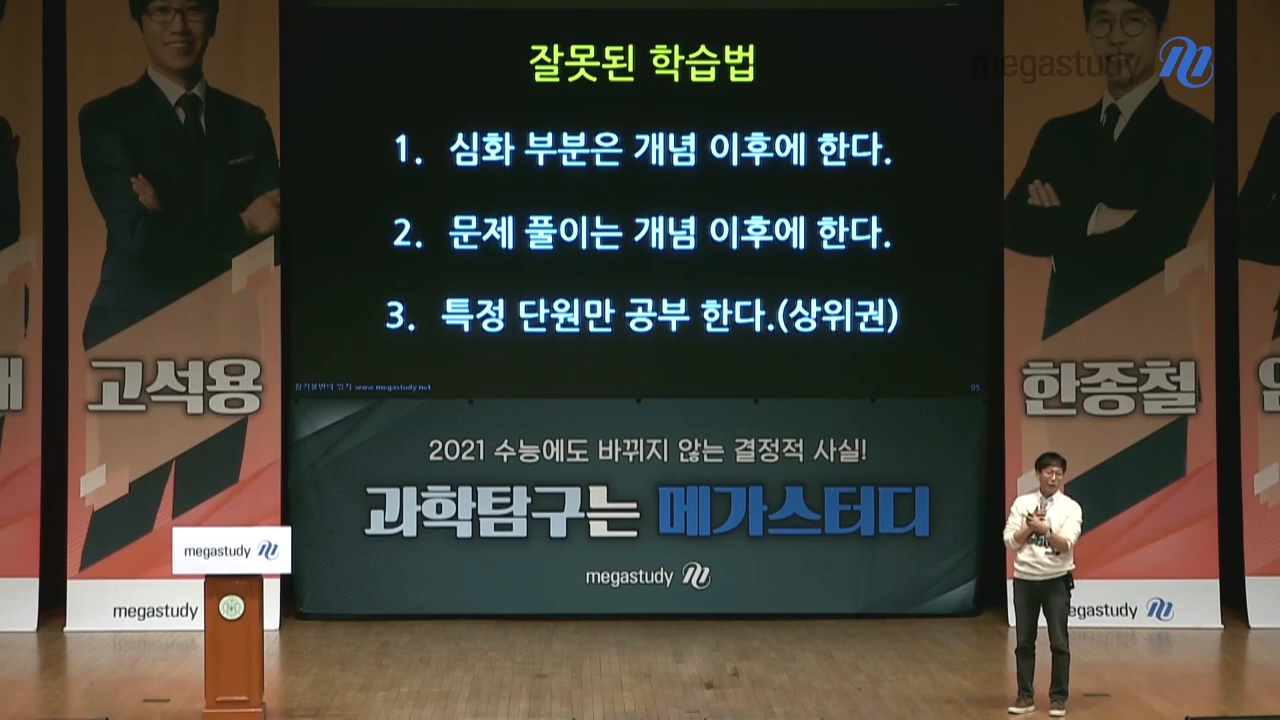 잘못된 학습법
megastudy
1. 심화 부분은 개념 이후에 한다.
2. 문제 풀이는 개념 이후에 한다.
3. 특정 단원만 공부 한다.(상위권)
www.megastudy.net
95
고석용
한종철
2021 수능에도 바뀌지 않는 결정적 사실!
과학탐구는 메가스터디
megastudy
megastudy
megastudy
egastudy